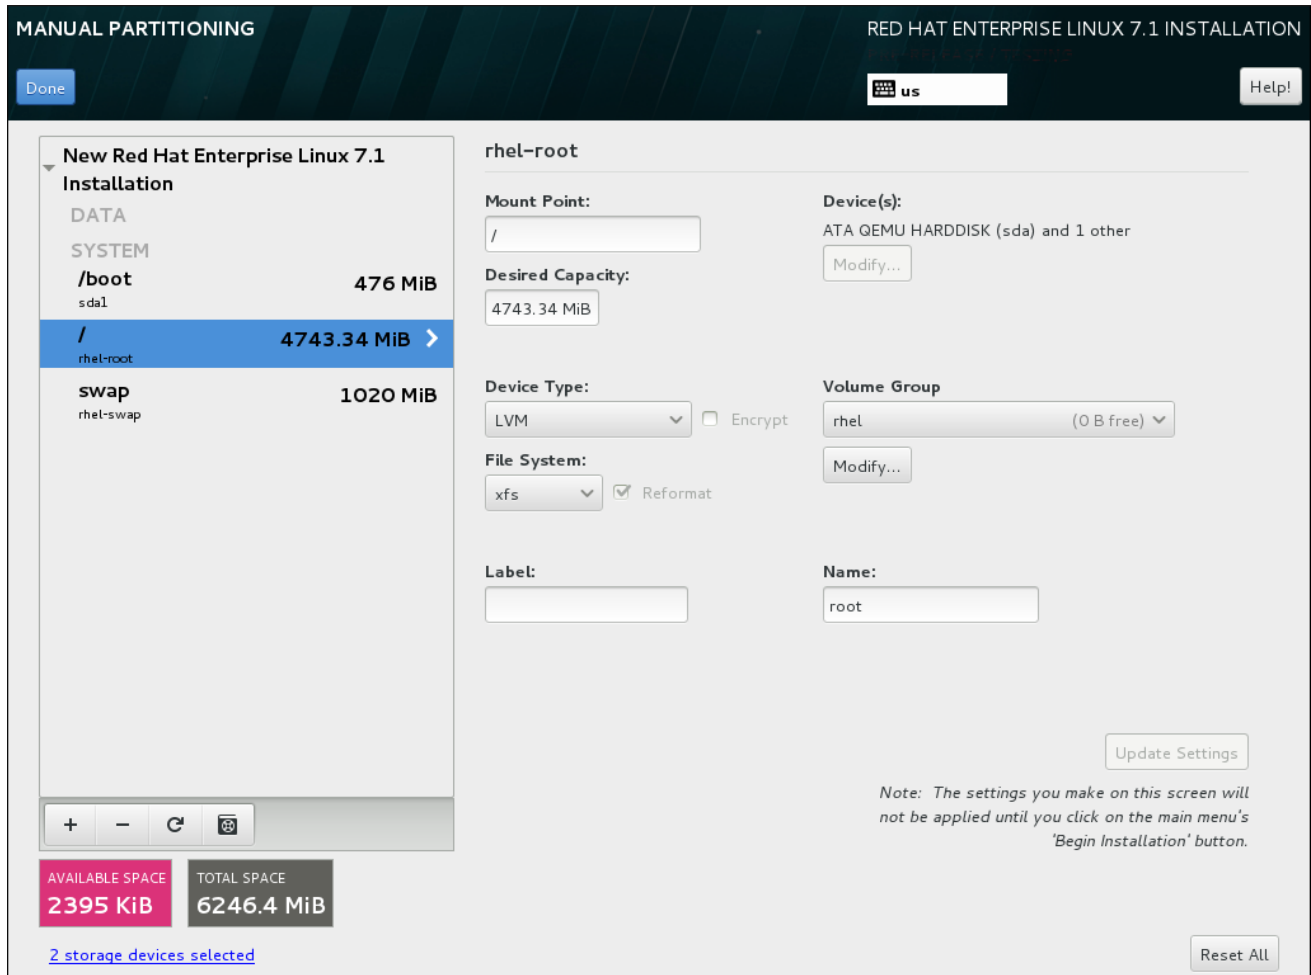 MANUAL PARTITIONING
RED HAT ENTERPRISE LINUX 7.1 INSTALLATION
Done
us
Help!
New Red Hat Enterprise Linux 7.1
Installation
DATA
SYSTEM
/boot
476 MiB
sda1
/
4743.34 MiB
rhel-root
swap
1020 MiB
rhel-swap
AVAILABLE SPACE
2395 KiB
TOTAL SPACE
6246.4 MiB
2 storage devices selected
rhel-root
Mount Point:
/
Desired Capacity:
4743.34 MiB
Device(s):
ATA QEMU HARDDISK (sda) and 1 other
Modify...
Device Type:
LVM
Encrypt
File System:
xfs
Reformat
Volume Group
rhel (0 B free)
Modify...
Label:
Name:
root
Update Settings
Note: The settings you make on this screen will
not be applied until you click on the main menu's
'Begin Installation' button.
Reset All